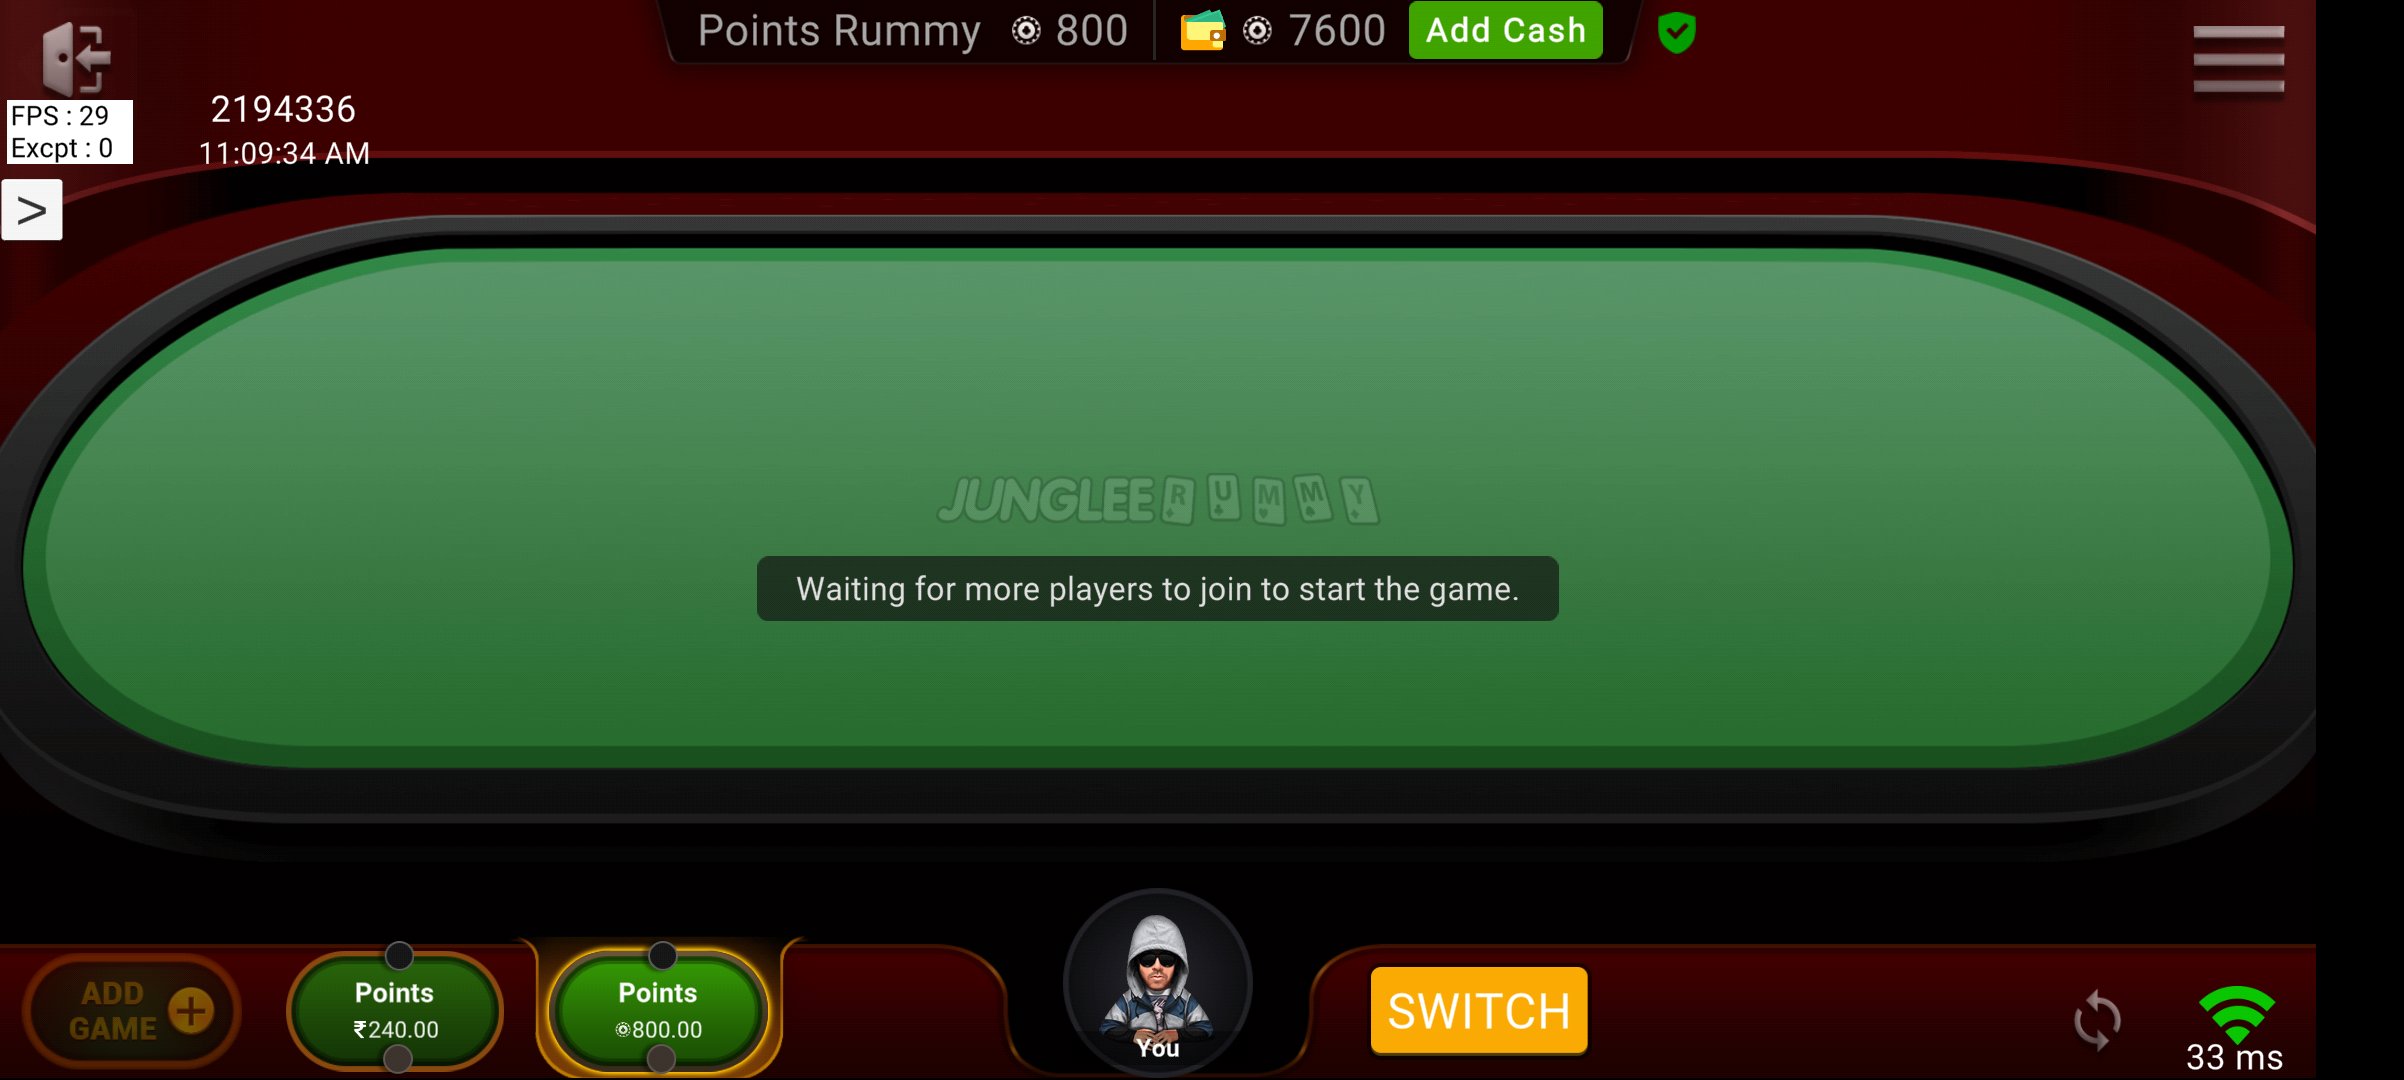 Points Rummy 800 7600 Add Cash
FPS : 29
Excpt : 0
2194336
11:09:34 AM
>
JUNGLEE RUMMY
Waiting for more players to join to start the game.
ADD
GAME +
Points
₹240.00
Points
800.00
You
SWITCH
33 ms